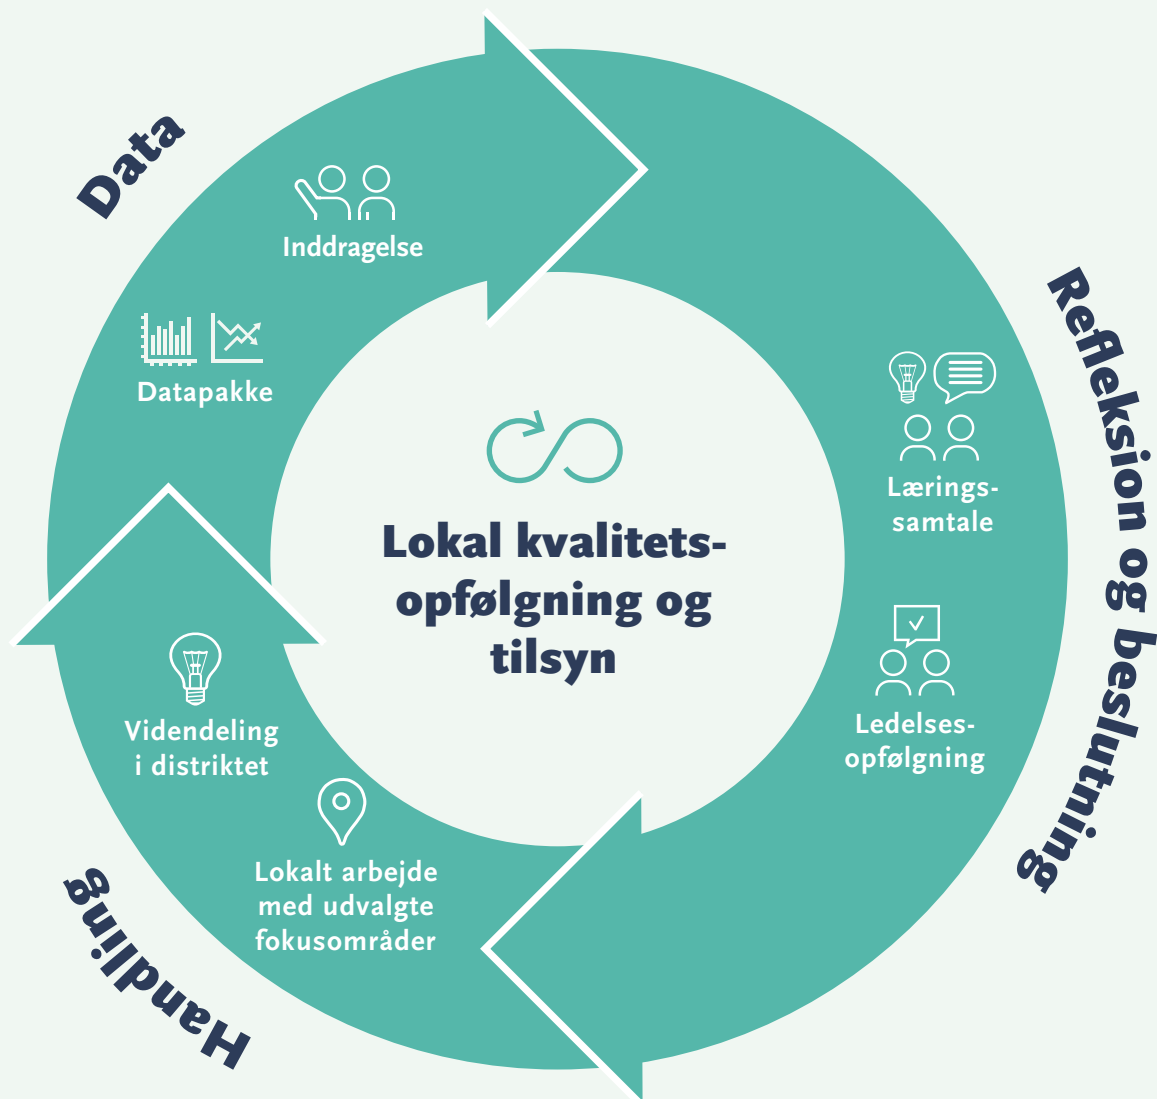 Data
Inddragelse
Datapakke
Refleksion og beslutning
Lærings-
samtale
Ledelses-
opfølgning
Lokal kvalitets-
opfølgning og
tilsyn
Handling
Videndeling
i distriktet
Lokalt arbejde
med udvalgte
fokusområder